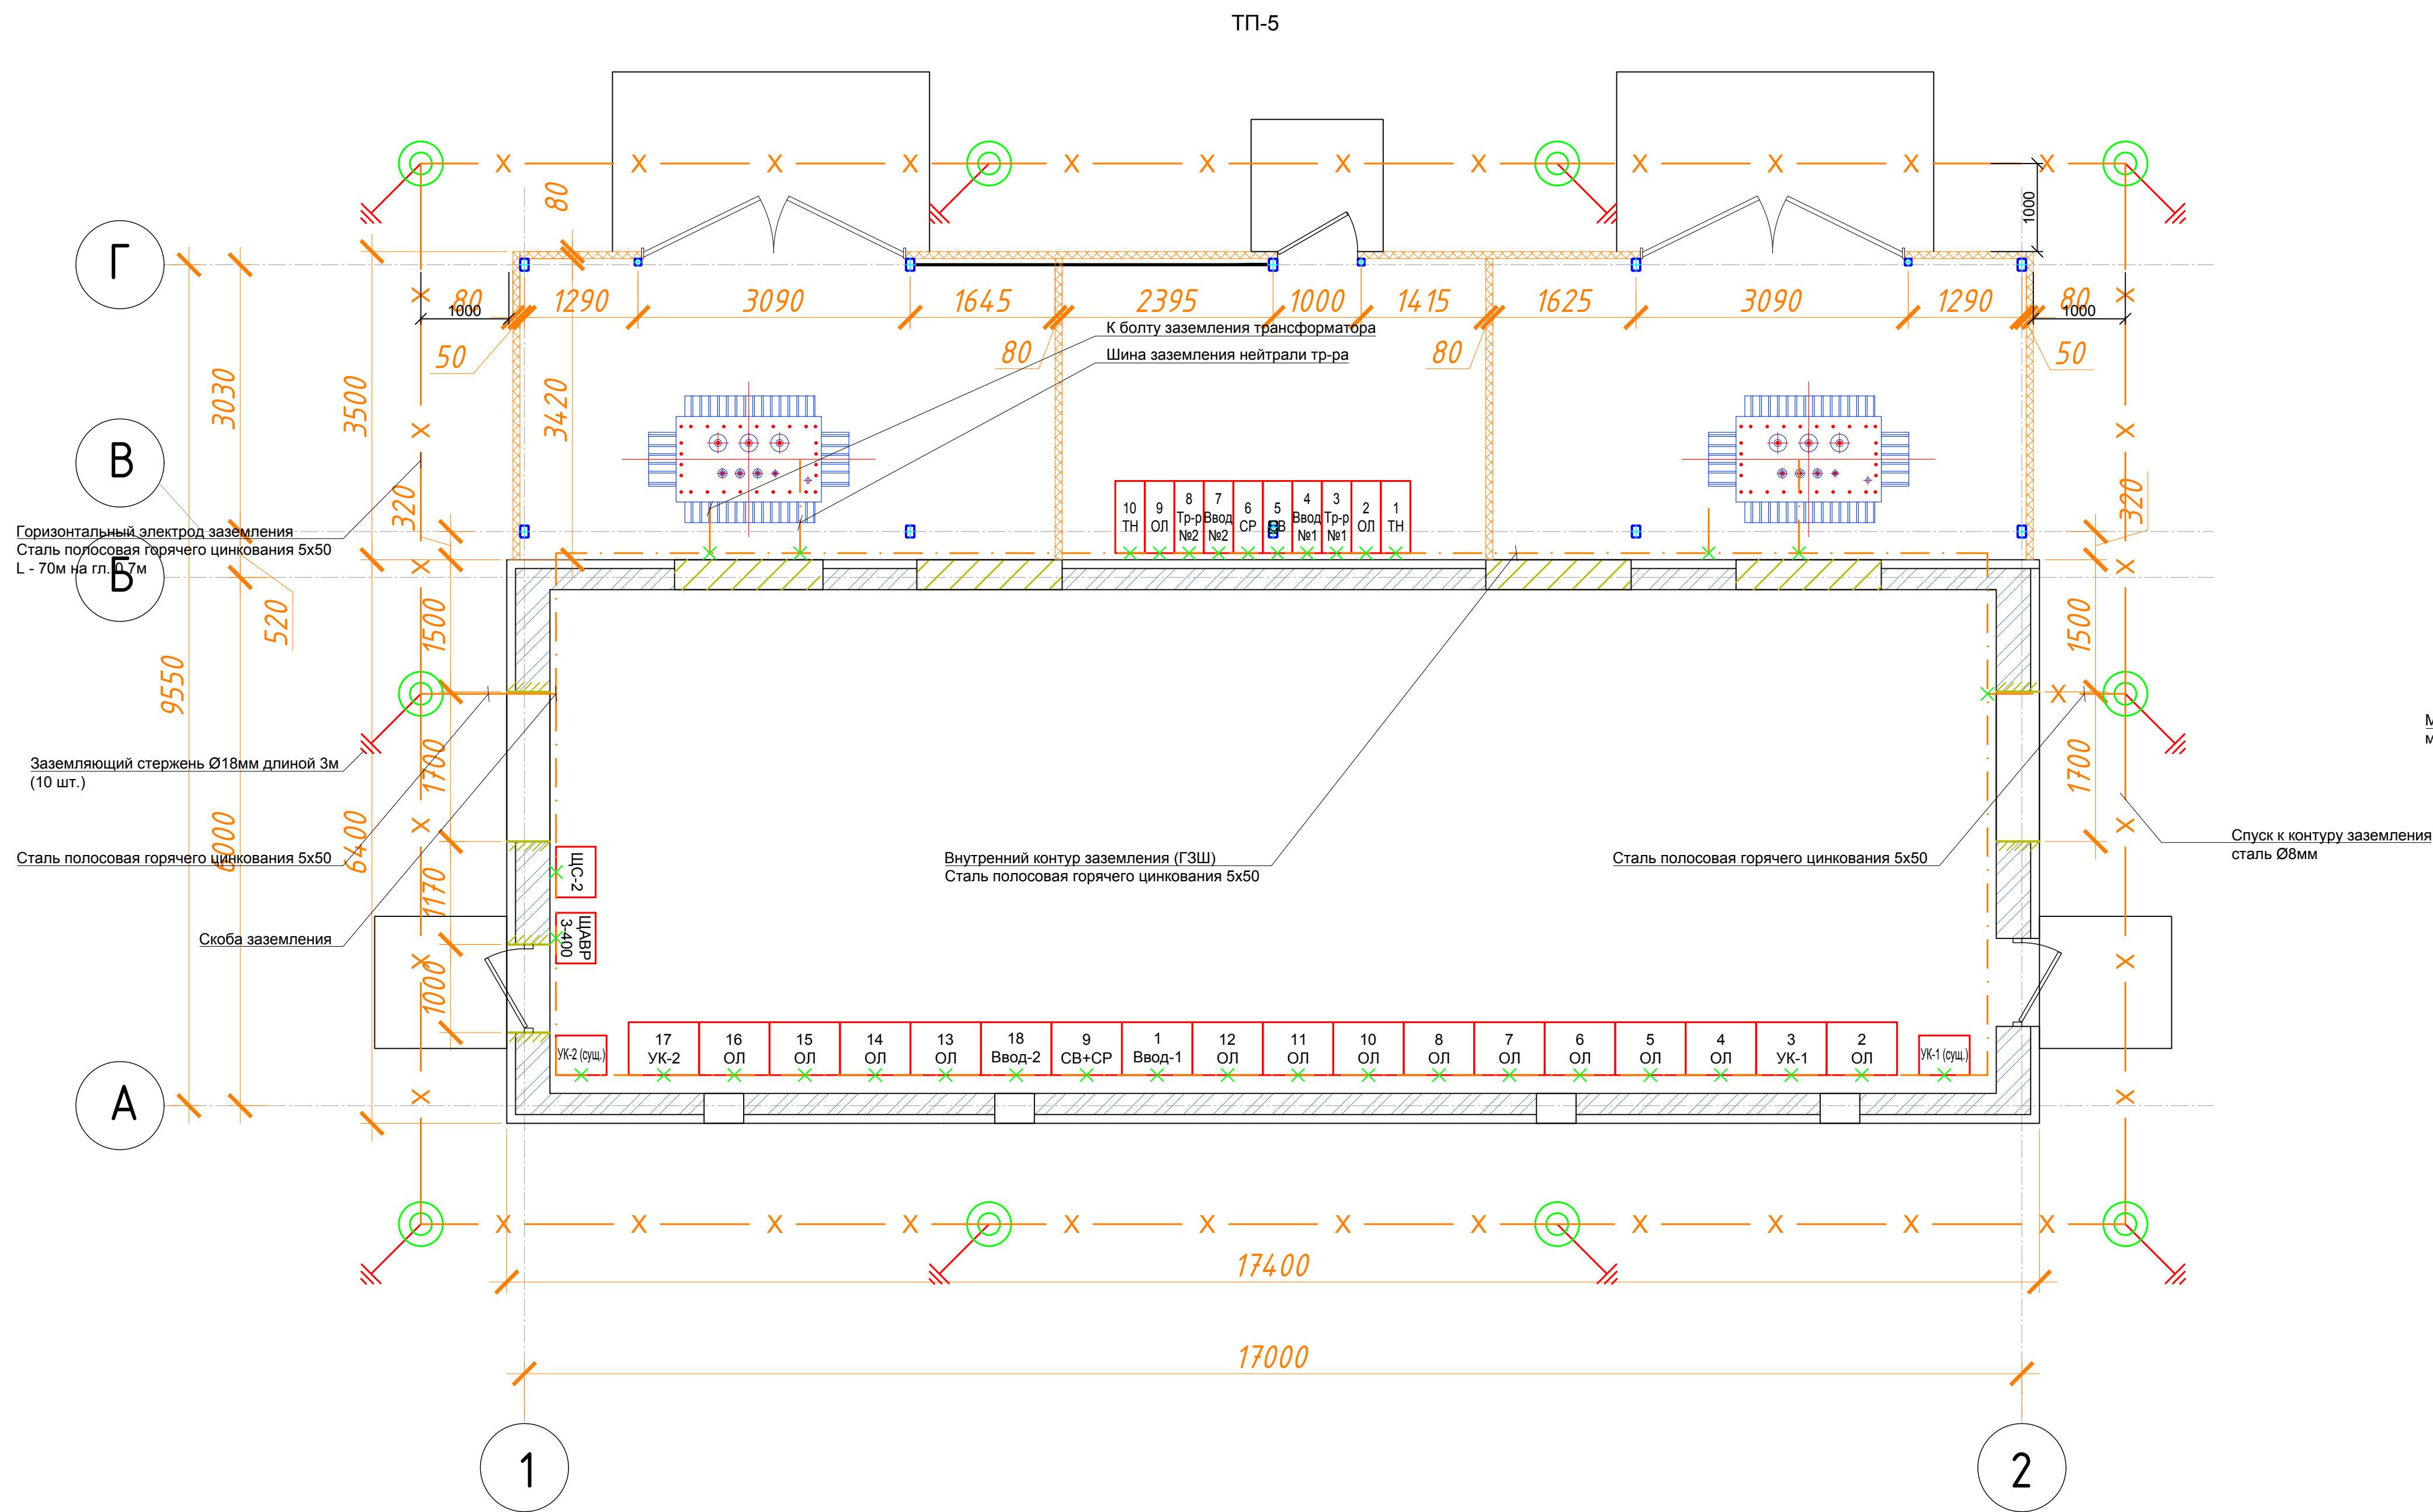 ТП-5
80
1000
Г
80
1290
3090
1645
2395
1000
1415
1625
3090
1290
80
1000
1000
К болту заземления трансформатора
50
80
Шина заземления нейтрали тр-ра
80
50
3030
3500
3420
В
320
320
10
ТН
9
ОЛ
8
Тр-р
№2
7
Ввод
№2
6
СР
5
4
Ввод
№1
3
Тр-р
№1
2
ОЛ
1
ТН
Горизонтальный электрод заземления
Сталь полосовая горячего цинкования 5х50
L - 70м на гл. 0,7м
Б
520
1500
1500
9550
Заземляющий стержень Ø18мм длиной 3м
(10 шт.)
1700
1700
6000
6400
Сталь полосовая горячего цинкования 5х50
ЩС-2
Внутренний контур заземления (ГЗШ)
Сталь полосовая горячего цинкования 5х50
Сталь полосовая горячего цинкования 5х50
Спуск к контуру заземления
сталь Ø8мм
1170
Скоба заземления
ЩАВР
3-400
1000
УК-2 (сущ.)
17
УК-2
16
ОЛ
15
ОЛ
14
ОЛ
13
ОЛ
18
Ввод-2
9
СВ+СР
1
Ввод-1
12
ОЛ
11
ОЛ
10
ОЛ
8
ОЛ
7
ОЛ
6
ОЛ
5
ОЛ
4
ОЛ
3
УК-1
2
ОЛ
УК-1 (сущ.)
А
17400
17000
1
2